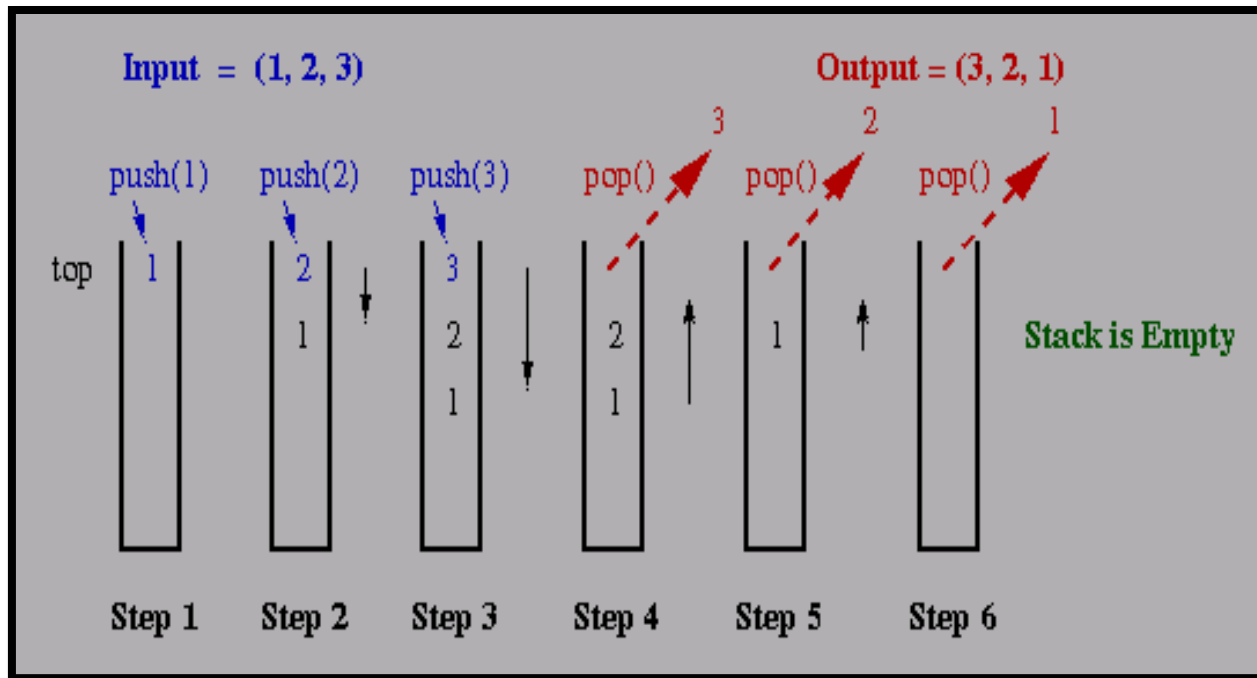 Input = (1, 2, 3)
Output = (3, 2, 1)
3 2 1
push(1) push(2) push(3) pop() pop() pop()
top 1 2 3
1 2 2 1 Stack is Empty
1 1
Step 1 Step 2 Step 3 Step 4 Step 5 Step 6